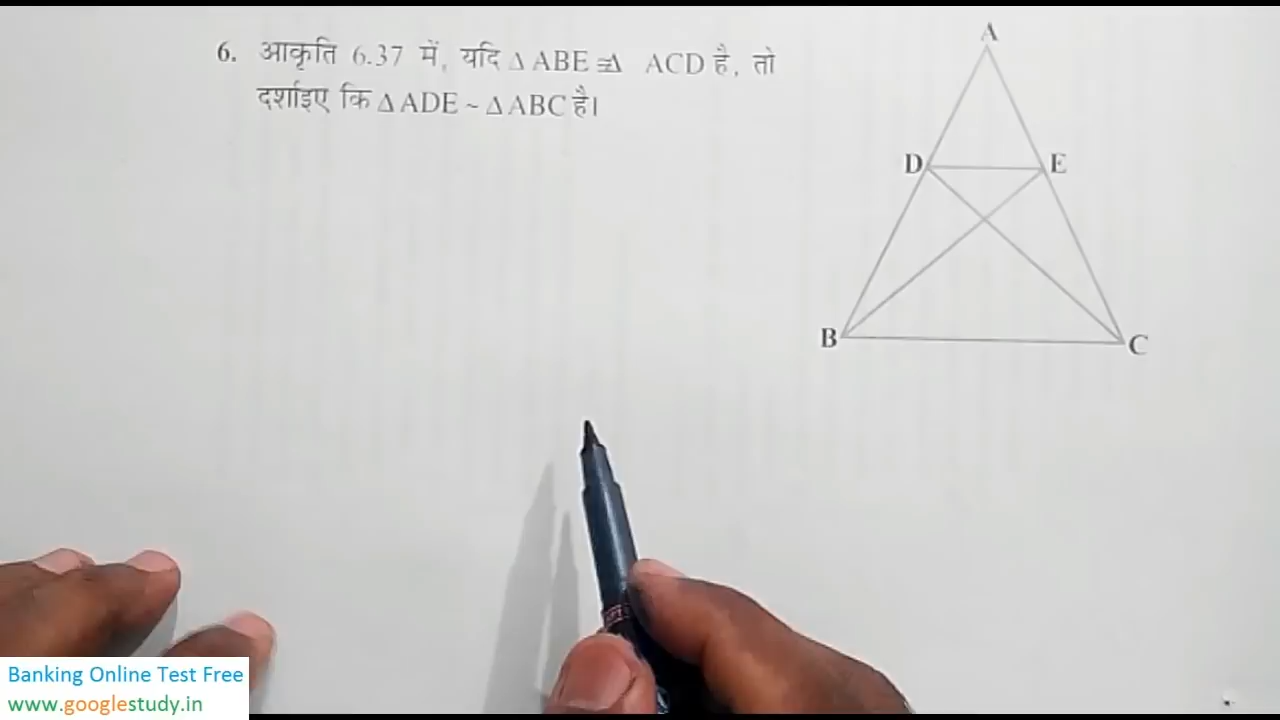 6. आकृति 6.37 में, यदि Δ ABE ≅ Δ ACD है, तो
दर्शाइए कि Δ ADE ~ Δ ABC है।
A
D
E
B
C
Banking Online Test Free
www.googlestudy.in